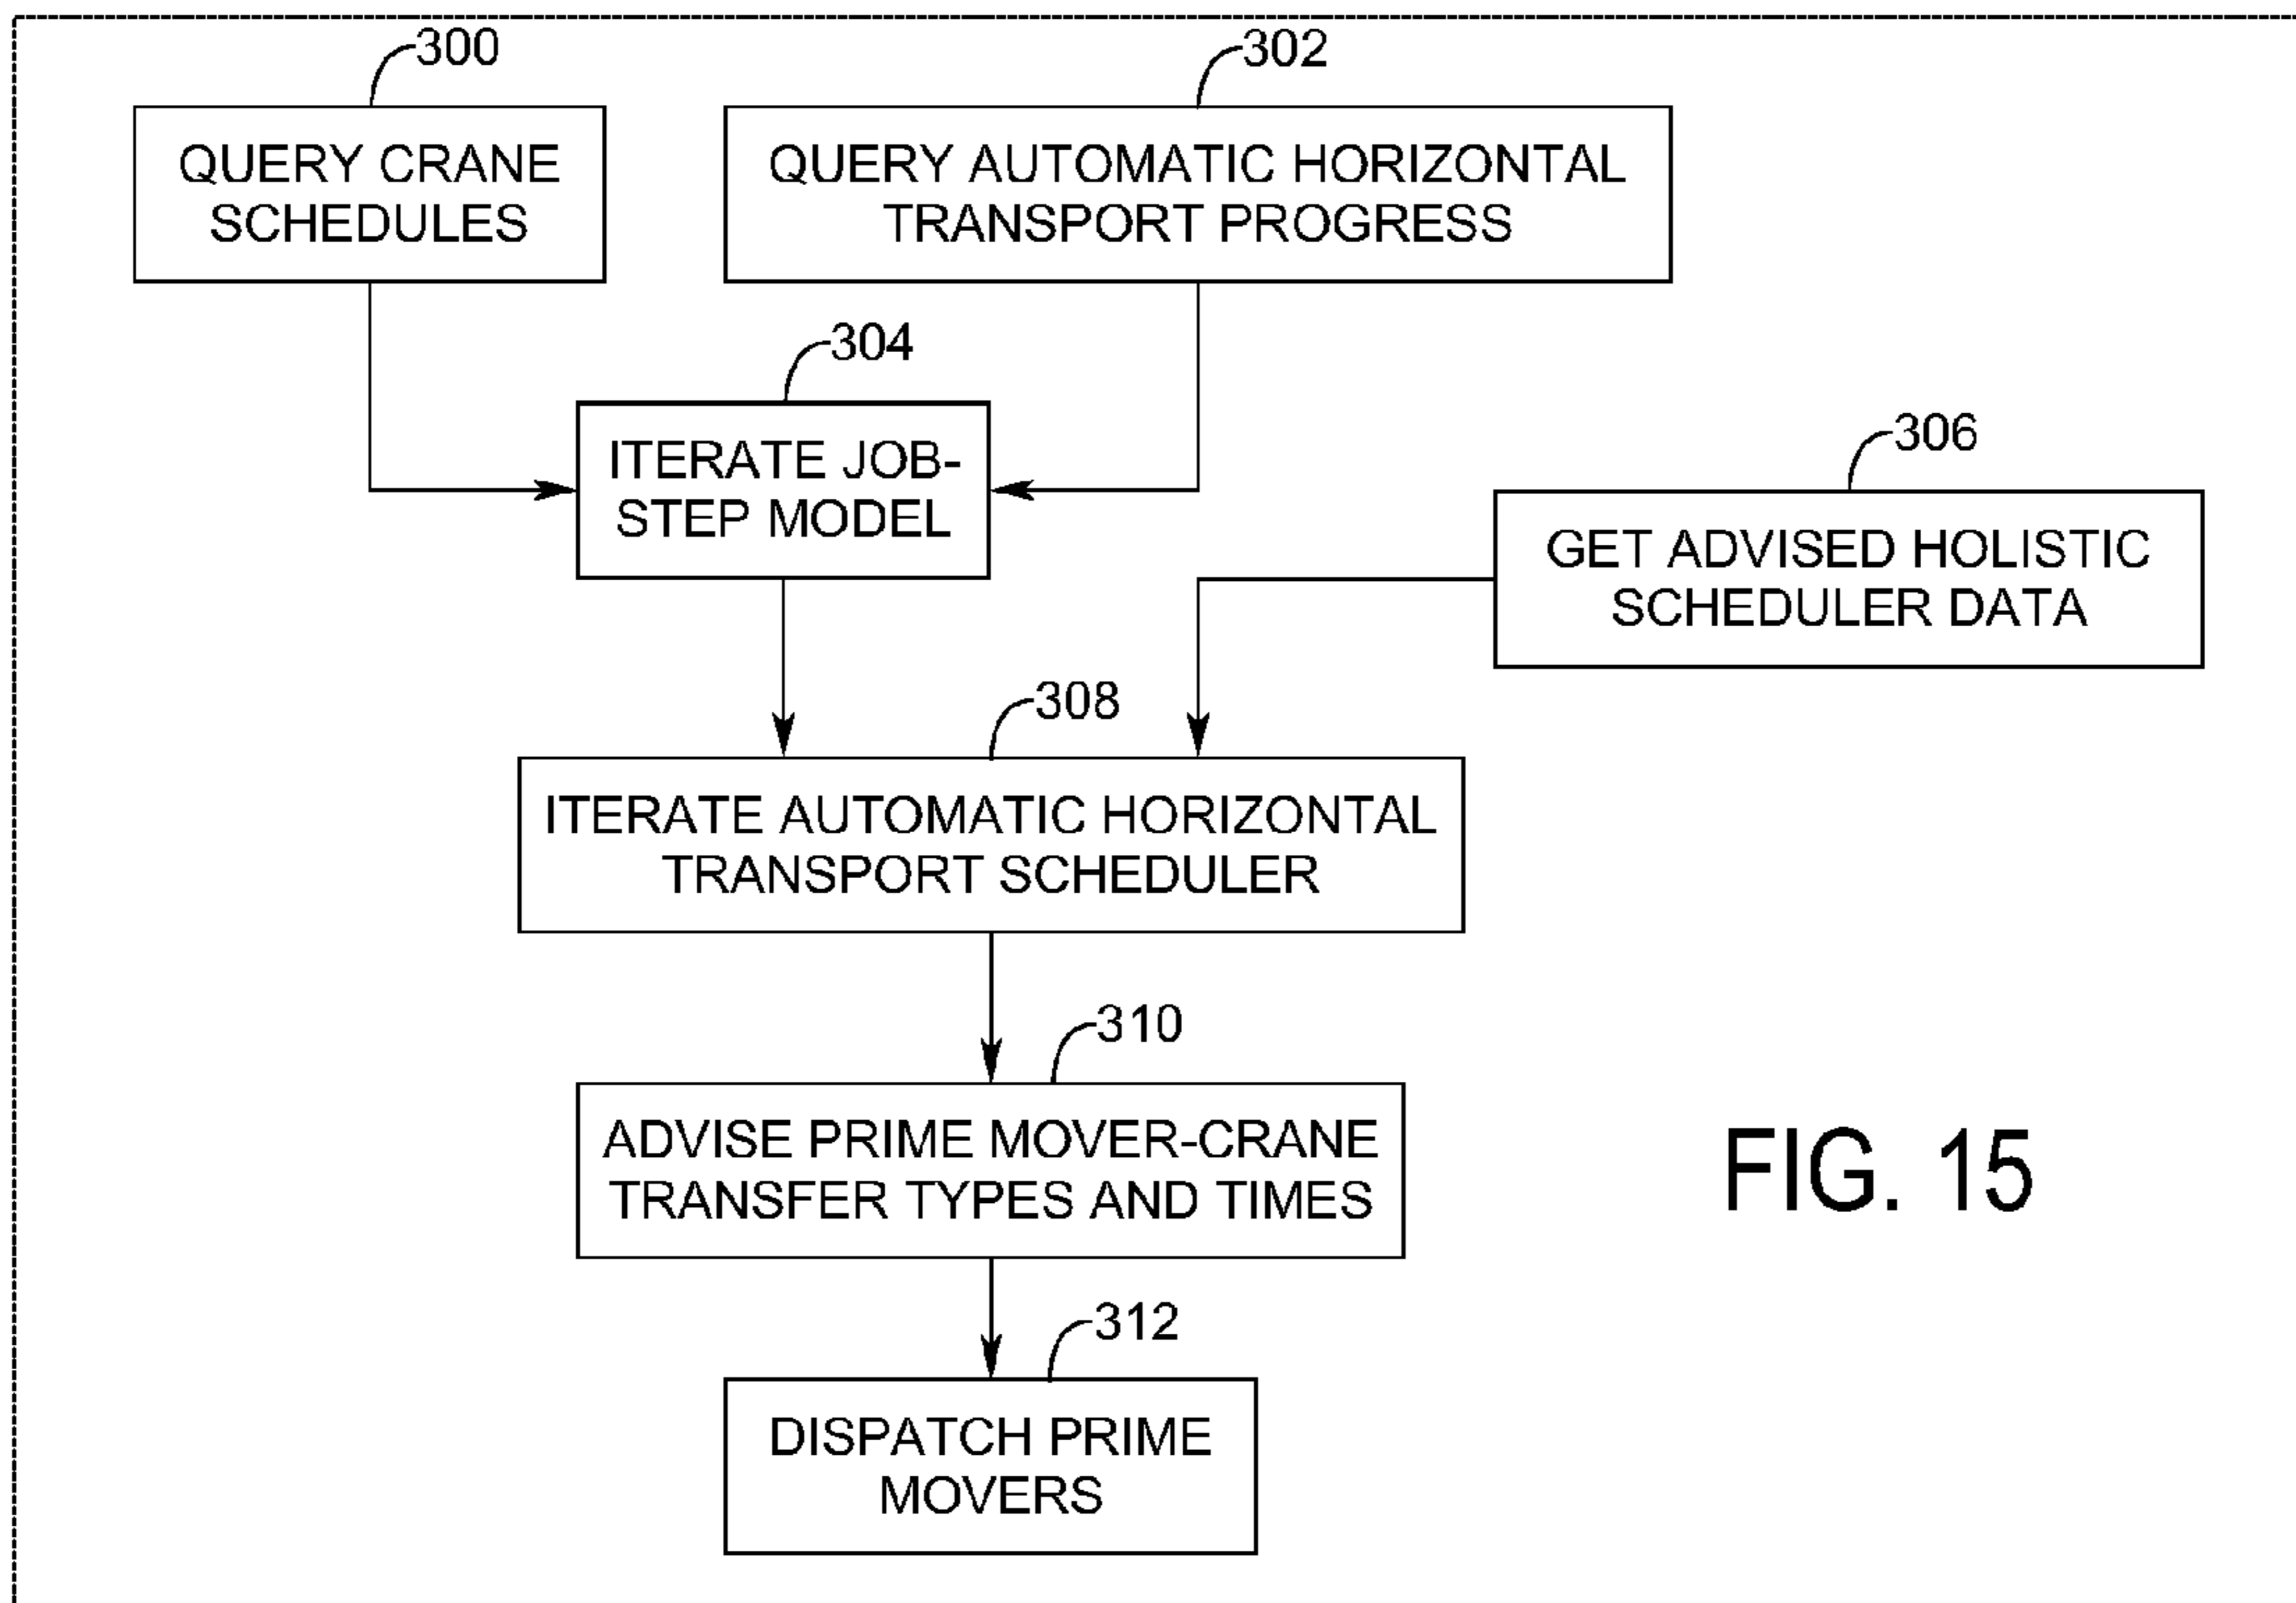 300
QUERY CRANE
SCHEDULES
302
QUERY AUTOMATIC HORIZONTAL
TRANSPORT PROGRESS
304
ITERATE JOB-
STEP MODEL
306
GET ADVISED HOLISTIC
SCHEDULER DATA
308
ITERATE AUTOMATIC HORIZONTAL
TRANSPORT SCHEDULER
310
ADVISE PRIME MOVER-CRANE
TRANSFER TYPES AND TIMES
312
DISPATCH PRIME
MOVERS
FIG. 15